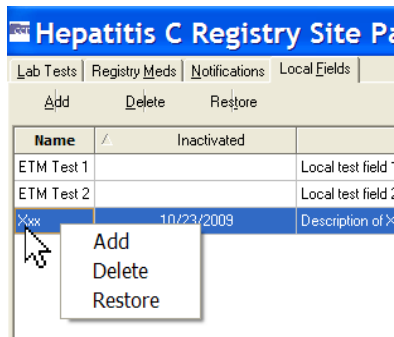 Hepatitis C Registry Site Pa
Lab Tests Registry Meds Notifications Local Fields
Add Delete Restore
Name Inactivated
ETM Test 1 Local test field 1
ETM Test 2 Local test field 2
Xxx 10/23/2009 Description of X
Add
Delete
Restore